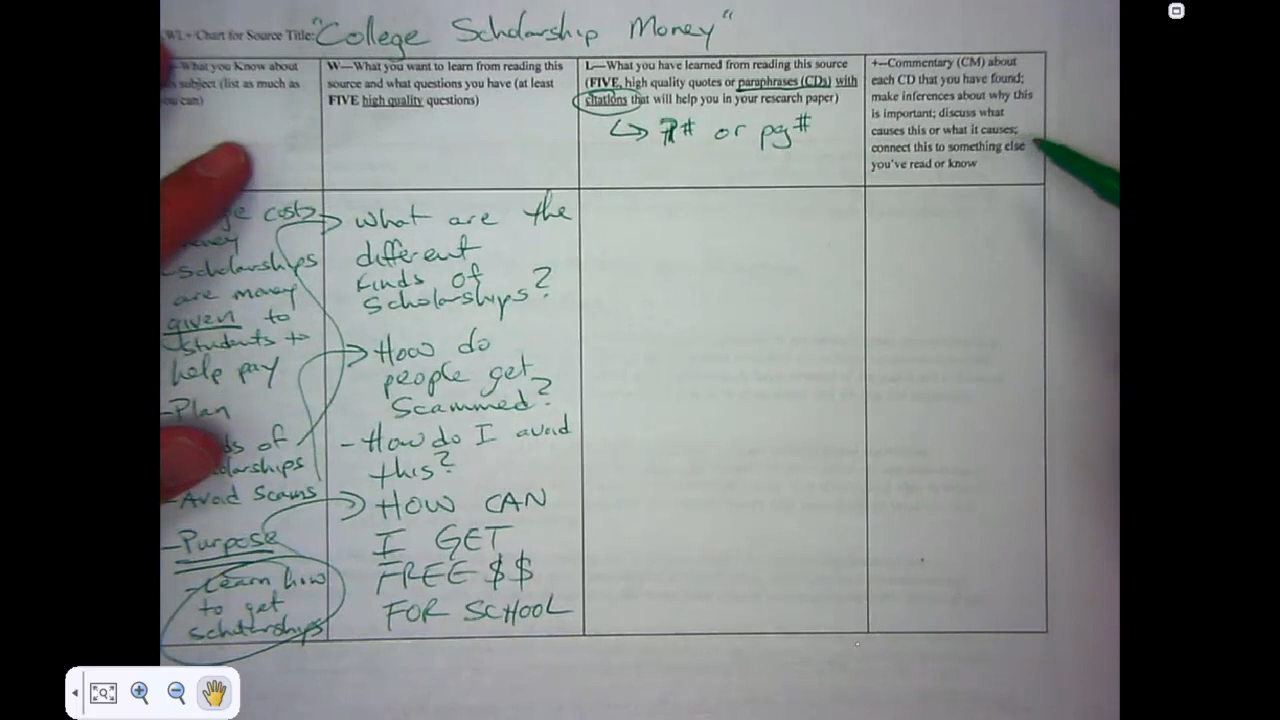 WL+ Chart for Source Title: "College Scholarship Money"
What you Know about
subject (list as much as
can)
W—What you want to learn from reading this
source and what questions you have (at least
FIVE high quality questions)
L—What you have learned from reading this source
(FIVE, high quality quotes or paraphrases (CDs) with
citations that will help you in your research paper)
# or pg#
+—Commentary (CM) about
each CD that you have found;
make inferences about why this
is important; discuss what
causes this or what it causes;
connect this to something else
you've read or know
costs
-Scholarships
are money
given to
students to
help pay
-Plan
of
-Avoid Scams
-Purpose
-Learn how
to get
scholarships
What are the
different
kinds of
scholarships?
How do
people get
scammed?
-How do I avoid
this?
HOW CAN
I GET
FREE $$
FOR SCHOOL